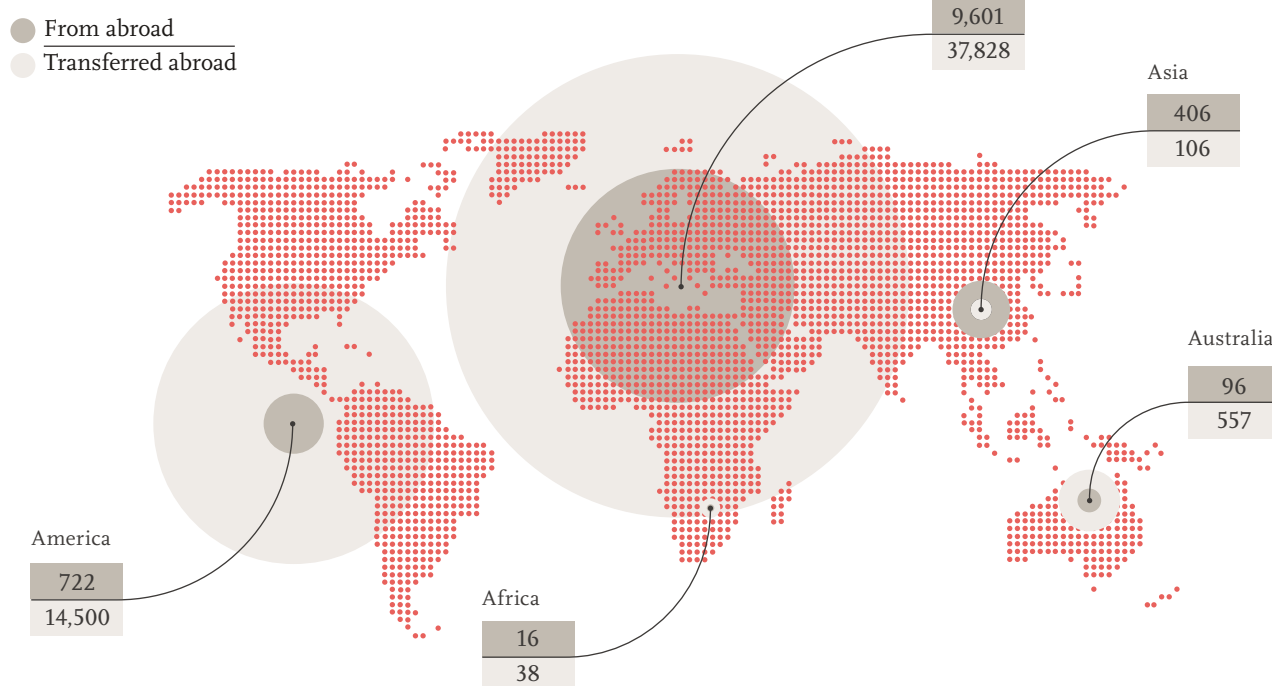 From abroad
Transferred abroad
9,601
37,828
Asia
406
106
Australia
96
557
America
722
14,500
Africa
16
38